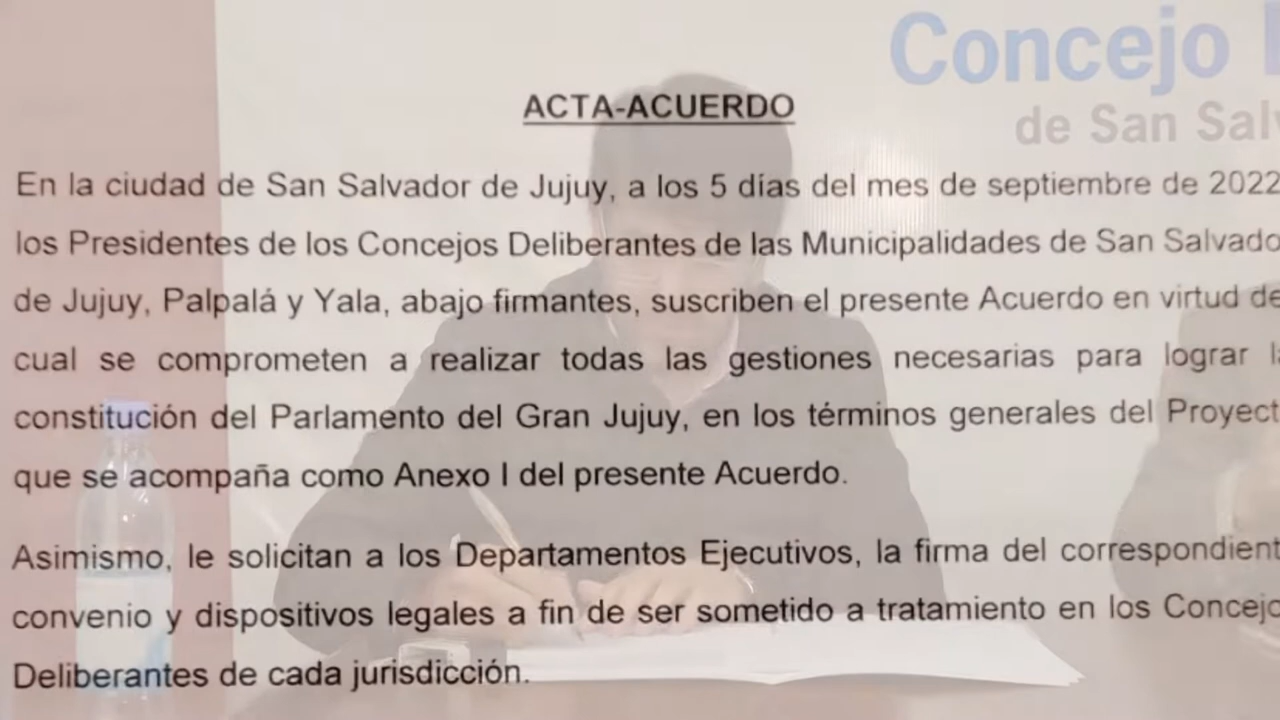 Concejo
de San Salv
ACTA-ACUERDO
En la ciudad de San Salvador de Jujuy, a los 5 días del mes de septiembre de 2022
los Presidentes de los Concejos Deliberantes de las Municipalidades de San Salvado
de Jujuy, Palpalá y Yala, abajo firmantes, suscriben el presente Acuerdo en virtud de
cual se comprometen a realizar todas las gestiones necesarias para lograr
constitución del Parlamento del Gran Jujuy, en los términos generales del Proyect
que se acompaña como Anexo I del presente Acuerdo.
Asimismo, le solicitan a los Departamentos Ejecutivos, la firma del correspondient
convenio y dispositivos legales a fin de ser sometido a tratamiento en los Concejo
Deliberantes de cada jurisdicción.